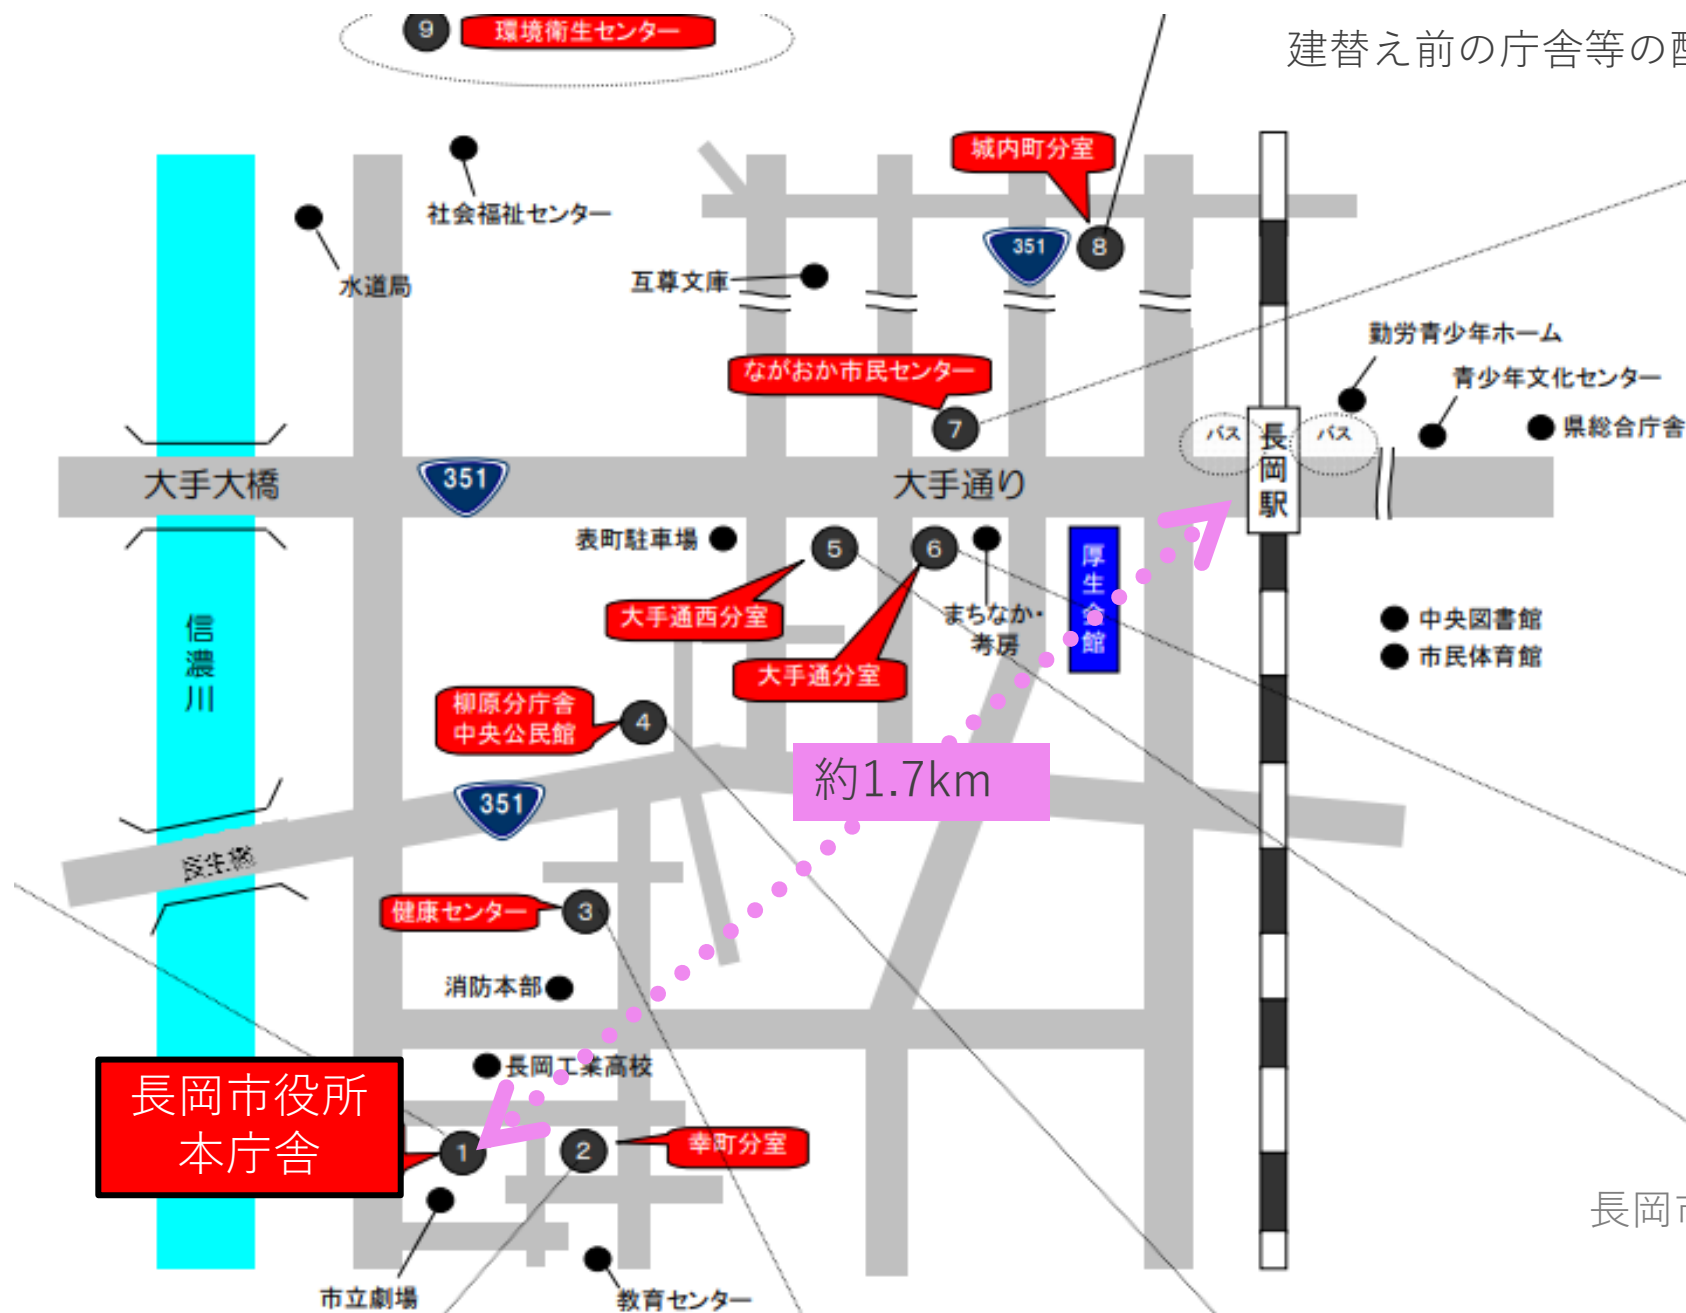 9
環境衛生センター
建替え前の庁舎等の
城内町分室
社会福祉センター
水道局
351
8
互尊文庫
勤労青少年ホーム
ながおか市民センター
青少年文化センター
7
バス
長岡駅
バス
県総合庁舎
大手大橋
351
大手通り
表町駐車場
5
6
厚生会館
大手通西分室
まちなか・
考房
中央図書館
信濃川
大手通分室
市民体育館
柳原分庁舎
中央公民館
4
約1.7km
351
長生橋
健康センター
3
消防本部
長岡工業高校
長岡市役所
本庁舎
1
2
幸町分室
長岡市
市立劇場
教育センター